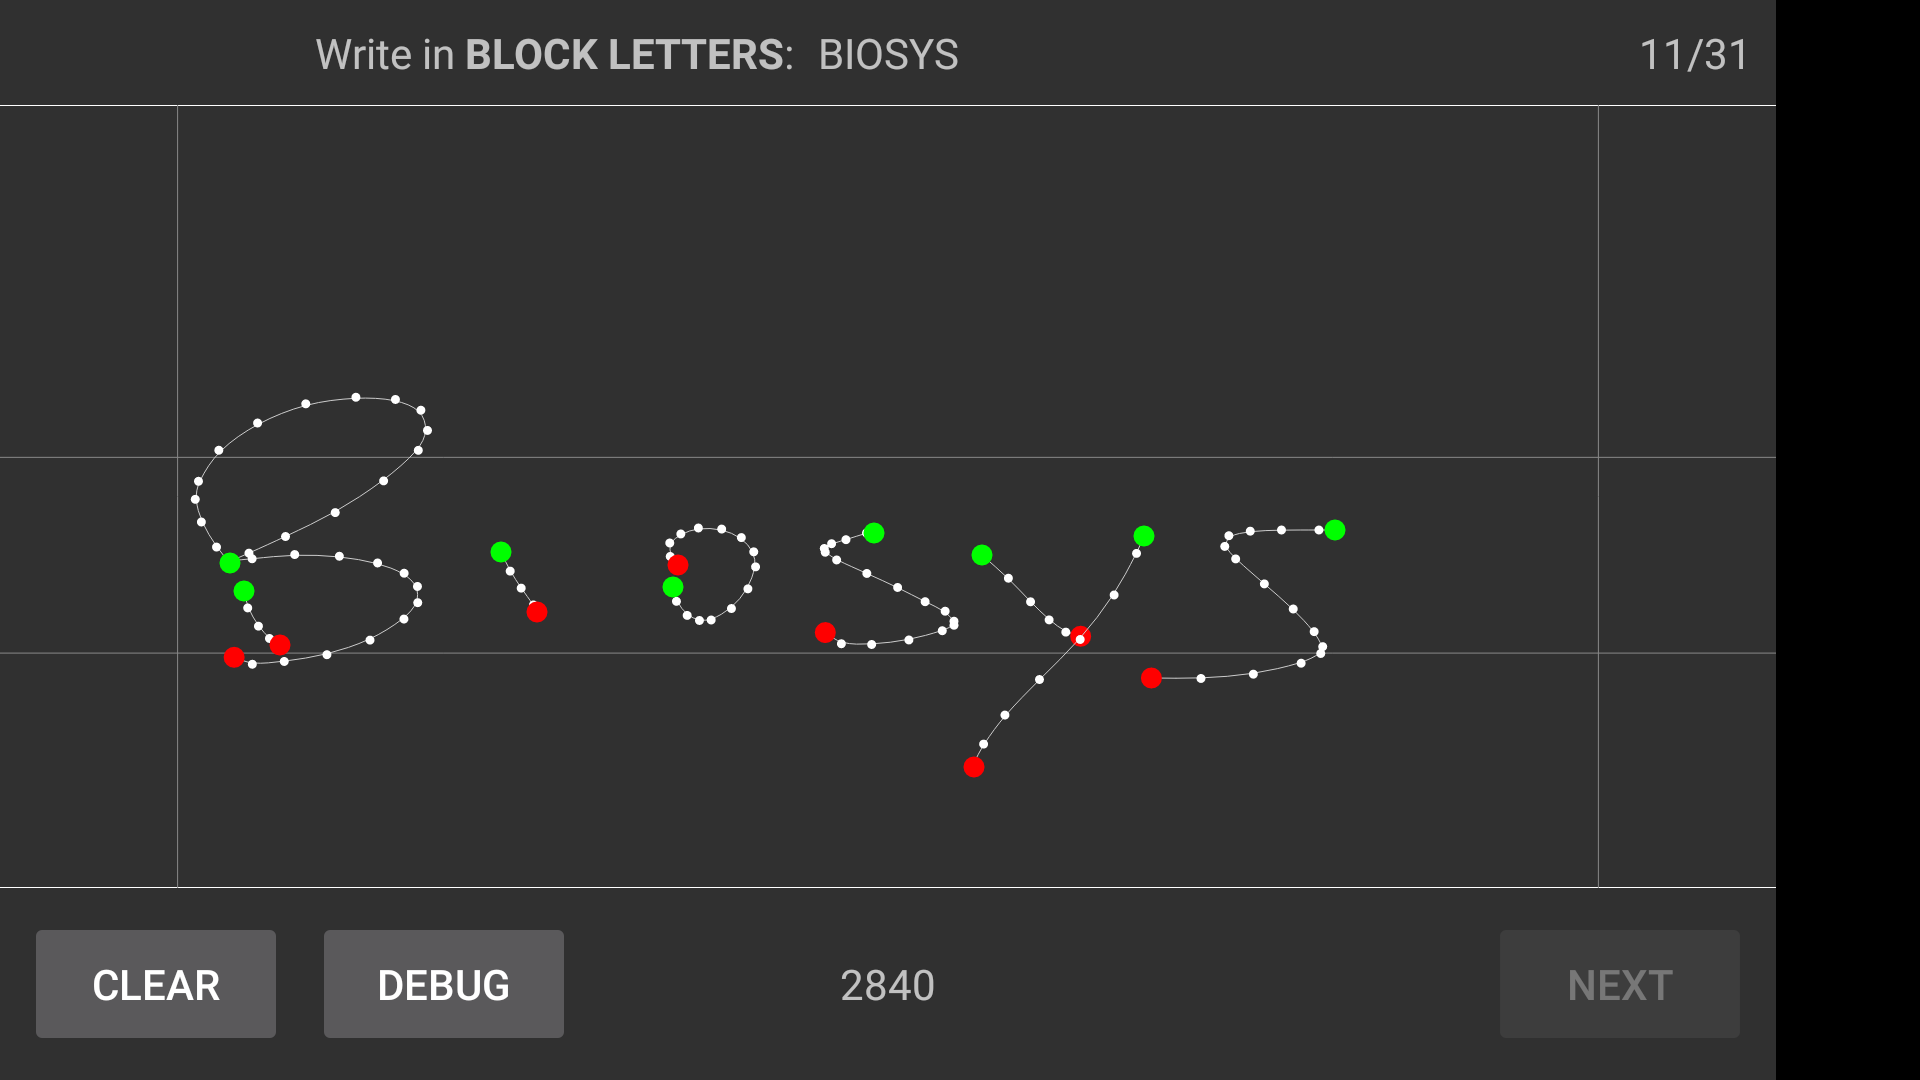 Write in BLOCK LETTERS: BIOSYS 11/31
BIOSYS
CLEAR DEBUG 2840 NEXT